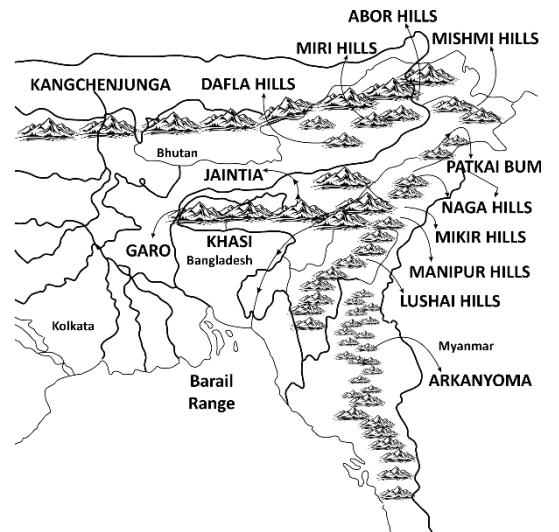 ABOR HILLS
MIRI HILLS
MISHMI HILLS
KANGCHENJUNGA
DAFLA HILLS
Bhutan
JAINTIA
PATKAI BUM
NAGA HILLS
MIKIR HILLS
GARO
KHASI
Bangladesh
MANIPUR HILLS
LUSHAI HILLS
Kolkata
Myanmar
ARKANYOMA
Barail
Range